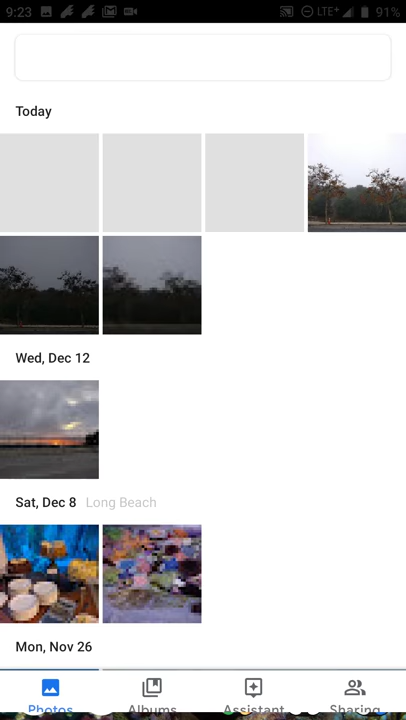 9:23 LTE+ 91%
Today
Wed, Dec 12
Sat, Dec 8 Long Beach
Mon, Nov 26
Photos Albums Assistant Sharing